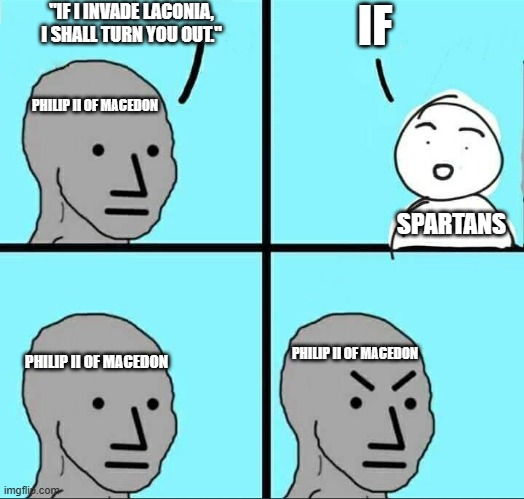 "IF I INVADE LACONIA,
I SHALL TURN YOU OUT."
PHILIP II OF MACEDON
IF
SPARTANS
PHILIP II OF MACEDON
PHILIP II OF MACEDON
imgflip.com